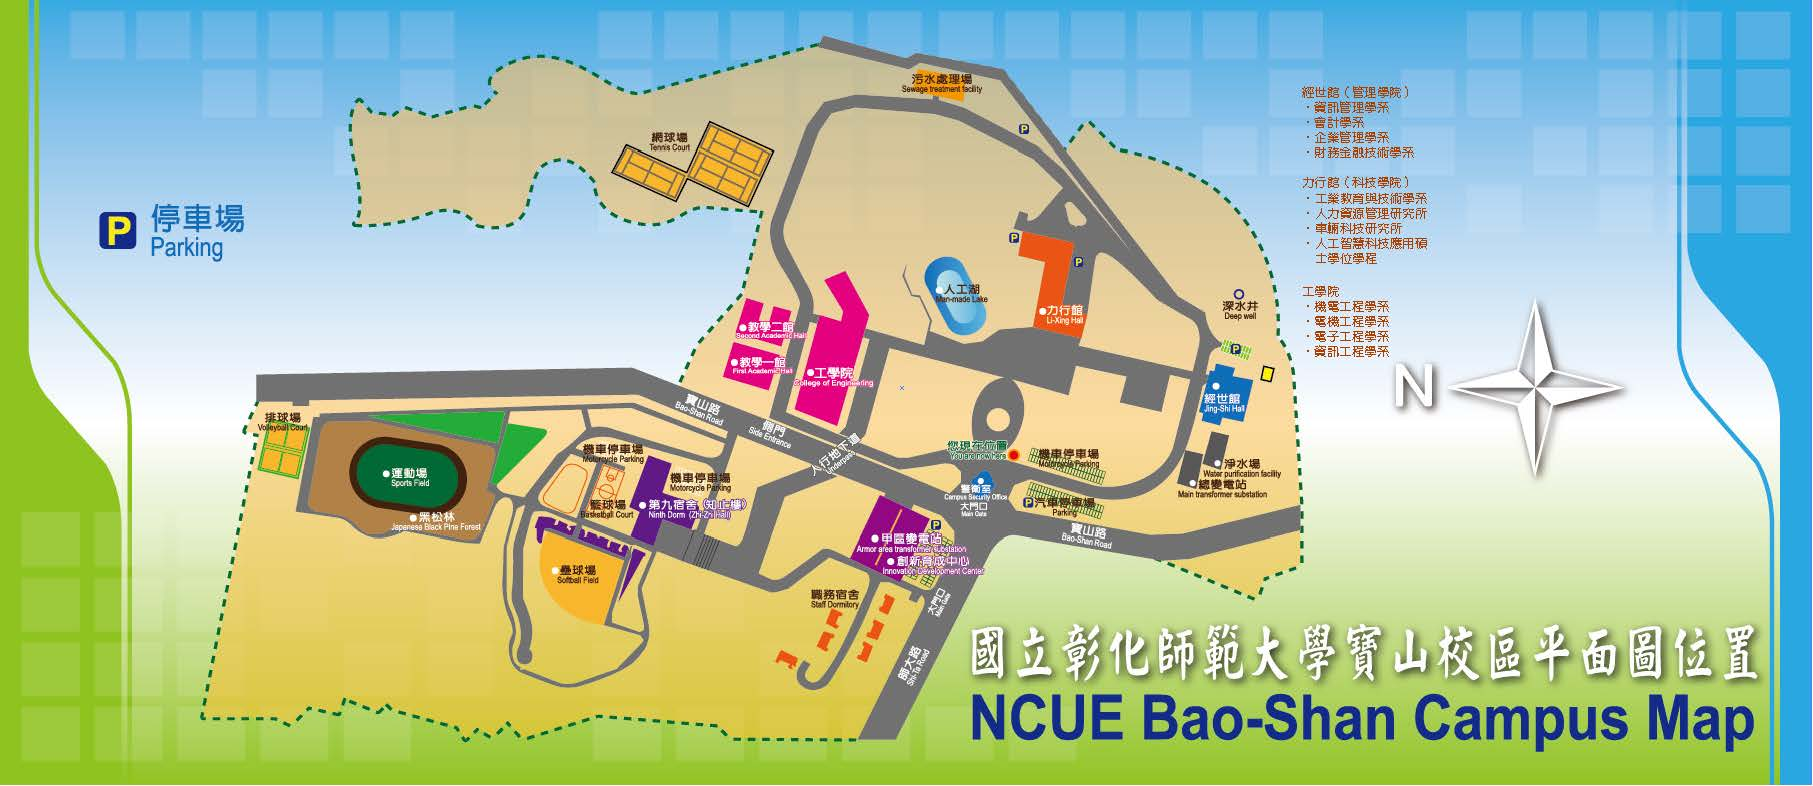 污水處理場
Sewage treatment facility
網球場
Tennis Court
P
停車場
Parking
經世館（管理學院）
・資訊管理學系
・會計學系
・企業管理學系
・財務金融技術學系
力行館（科技學院）
・工業教育與技術學系
・人力資源管理研究所
・車輛科技研究所
・人工智慧科技應用碩
士學位學程
工學院
・機電工程學系
・電機工程學系
・電子工程學系
・資訊工程學系
P
P
P
人工湖
Man-made Lake
力行館
Li-Xing Hall
深水井
Deep well
P
教學二館
Second Academic Hall
教學一館
First Academic Hall
工學院
College of Engineering
經世館
Jing-Shi Hall
N
寶山路
Bao-Shan Road
側門
Side Entrance
人行地下道
Underpass
您現在位置
You are now here
機車停車場
Motorcycle Parking
淨水場
Water purification facility
總變電站
Main transformer substation
警衛室
Campus Security Office
大門口
Main Gate
P
汽車停車場
Parking
寶山路
Bao-Shan Road
排球場
Volleyball Court
運動場
Sports Field
黑松林
Japanese Black Pine Forest
機車停車場
Motorcycle Parking
機車停車場
Motorcycle Parking
籃球場
Basketball Court
第九宿舍（知止樓）
Ninth Dorm (Zhi-Zhi Hall)
壘球場
Softball Field
P
甲區變電站
Armor area transformer substation
創新育成中心
Innovation Development Center
職務宿舍
Staff Dormitory
大門口
Main Gate
師大路
Shi-Ta Road
國立彰化師範大學寶山校區平面圖位置
NCUE Bao-Shan Campus Map